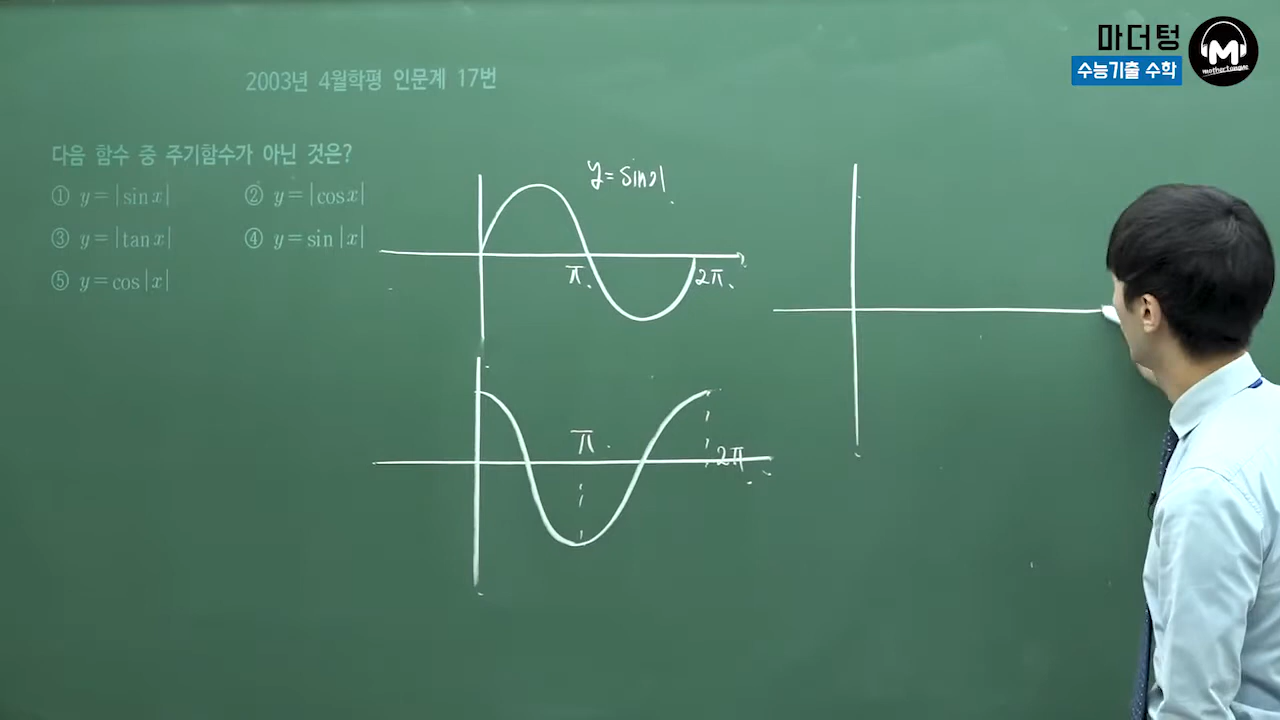 마더텅
수능기출 수학
M
mothertongue
2003년 4월학평 인문계 17번
다음 함수 중 주기함수가 아닌 것은?
① y=|sin x| ② y=|cos x|
③ y=|tan x| ④ y=sin|x|
⑤ y=cos|x|
y=sinx
π
2π
π
2π